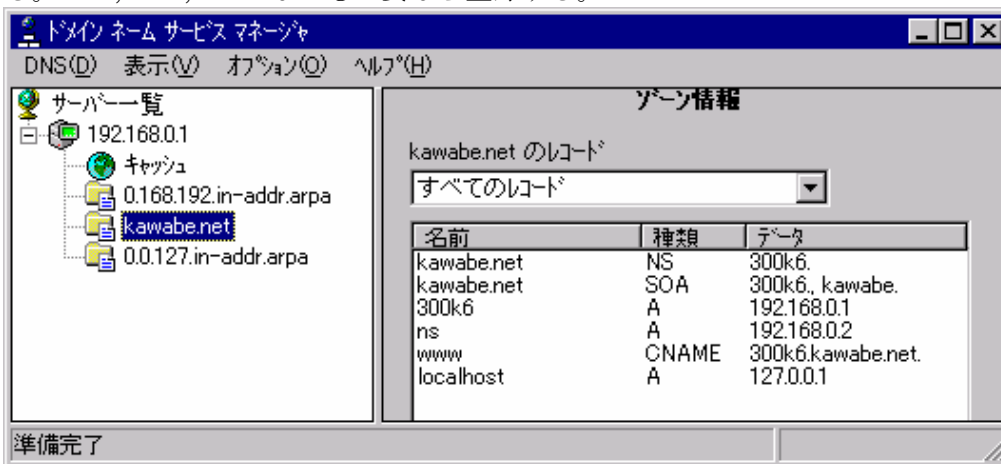 ﾄﾞﾒｲﾝ ﾈｰﾑ ｻｰﾋﾞｽ ﾏﾈｰｼﾞｬ
DNS(D) 表示(V) ｵﾌﾟｼｮﾝ(O) ﾍﾙﾌﾟ(H)
サーバー一覧
192.168.0.1
ｷｬｯｼｭ
0.168.192.in-addr.arpa
kawabe.net
0.0.127.in-addr.arpa
ｿﾞｰﾝ情報
kawabe.net のﾚｺｰﾄﾞ
すべてのﾚｺｰﾄﾞ
名前 種類 ﾃﾞｰﾀ
kawabe.net NS 300k6.
kawabe.net SOA 300k6., kawabe.
300k6 A 192.168.0.1
ns A 192.168.0.2
www CNAME 300k6.kawabe.net.
localhost A 127.0.0.1
準備完了